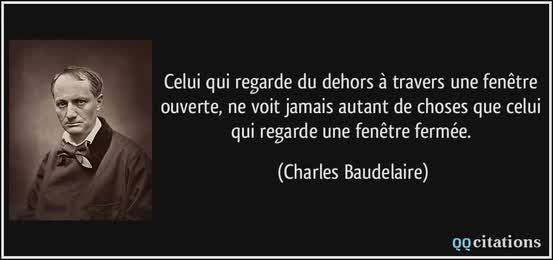 Celui qui regarde du dehors à travers une fenêtre
ouverte, ne voit jamais autant de choses que celui
qui regarde une fenêtre fermée.
(Charles Baudelaire)
QQcitations